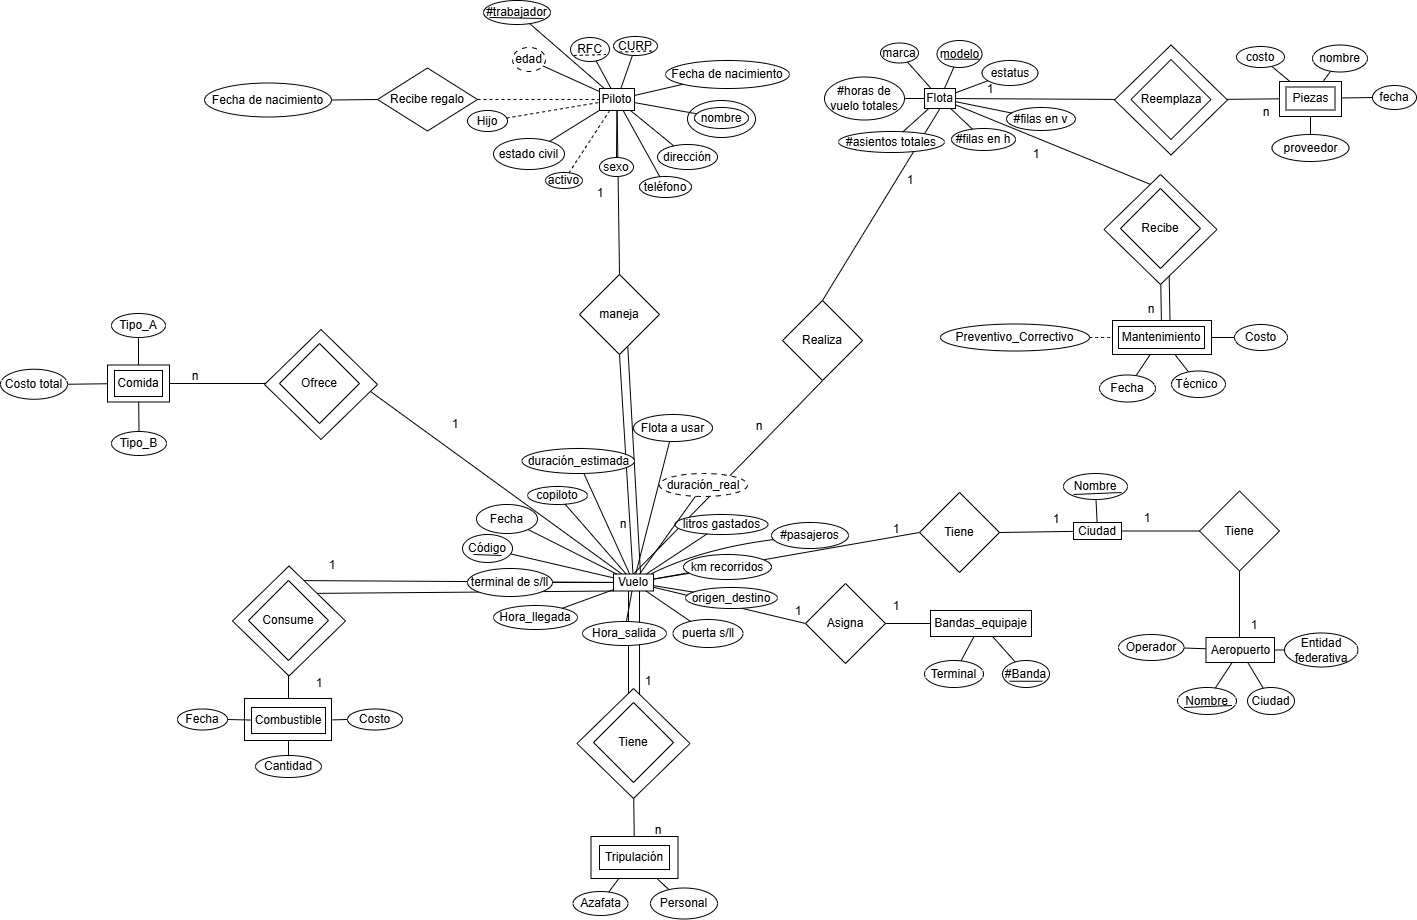 #trabajador
RFC
CURP
edad
Fecha de nacimiento
Fecha de nacimiento
Recibe regalo
Piloto
nombre
Hijo
estado civil
dirección
sexo
activo
teléfono
1
marca
modelo
estatus
1
#horas de
vuelo totales
Flota
#filas en v
#asientos totales
#filas en h
1
1
Reemplaza
costo
nombre
Piezas
fecha
n
proveedor
Recibe
n
Preventivo_Correctivo
Mantenimiento
Costo
Fecha
Técnico
maneja
Realiza
n
Tipo_A
Costo total
Comida
n
Ofrece
Tipo_B
1
Flota a usar
duración_estimada
duración_real
copiloto
Fecha
n
litros gastados
#pasajeros
Código
km recorridos
terminal de s/ll
Vuelo
origen_destino
Hora_llegada
Hora_salida
puerta s/ll
1
Tiene
1
Nombre
Ciudad
1
Tiene
1
1
Asigna
1
Bandas_equipaje
Terminal
#Banda
Operador
Aeropuerto
Entidad
federativa
Nombre
Ciudad
1
Consume
1
Fecha
Combustible
Costo
Cantidad
1
Tiene
n
Tripulación
Azafata
Personal